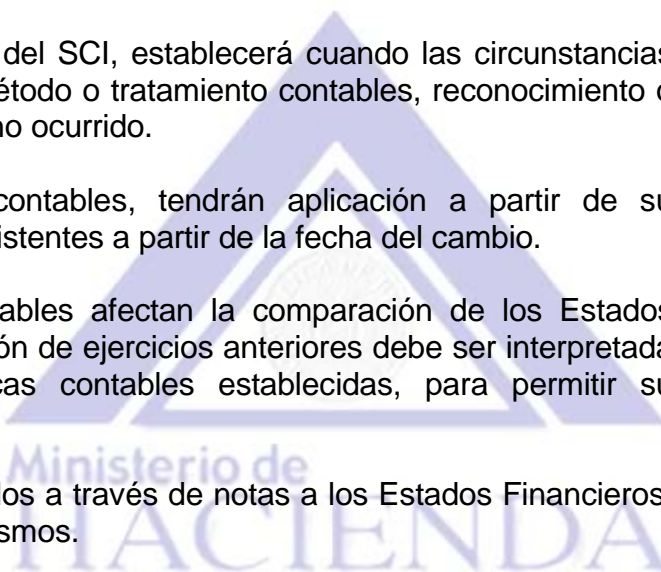 del SCI, establecerá cuando las circunstancias
étodo o tratamiento contables, reconocimiento o
no ocurrido.
contables, tendrán aplicación a partir de su
istentes a partir de la fecha del cambio.
ables afectan la comparación de los Estados
ón de ejercicios anteriores debe ser interpretada
cas contables establecidas, para permitir su
Ministerio de
los a través de notas a los Estados Financieros
ismos.
HACIENDA